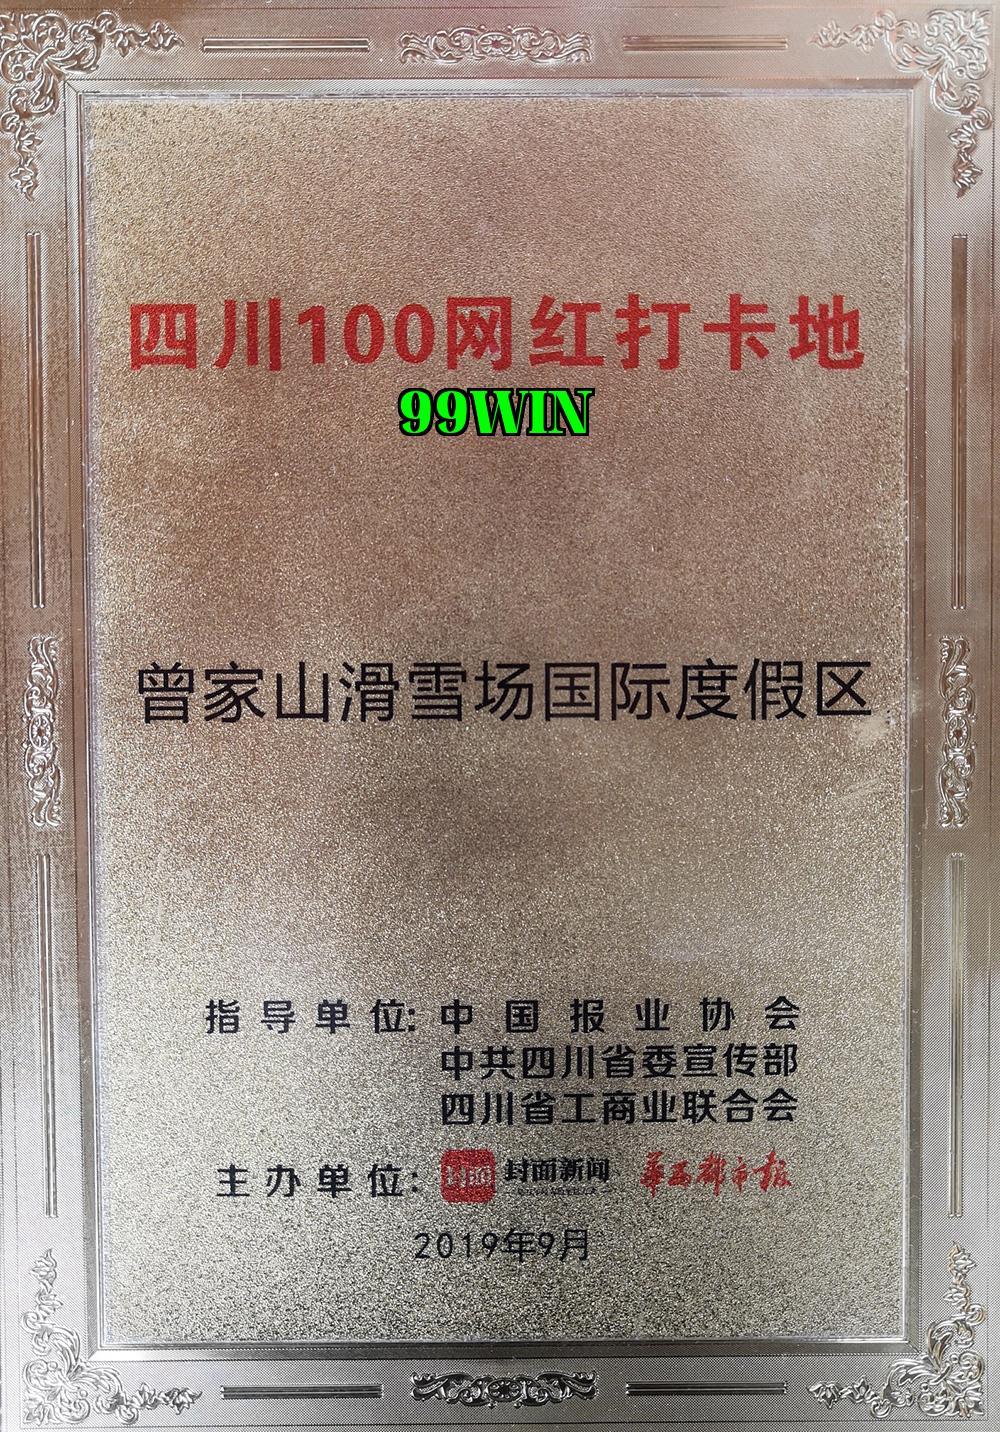 四川100网红打卡地
99WIN
曾家山滑雪场国际度假区
指导单位:中国报业协会
中共四川省委宣传部
四川省工商业联合会
主办单位:封面 封面新闻 华西都市报
2019年9月